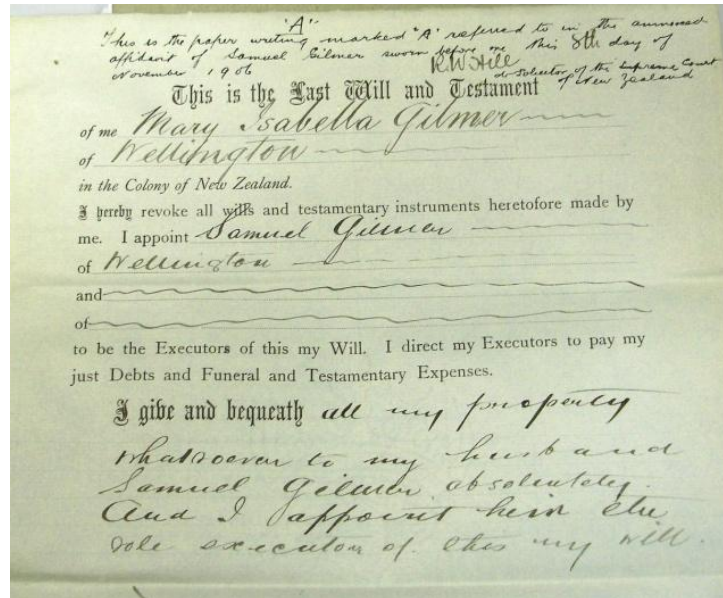 "A"
This is the paper writing marked "A" referred to in the annexed
affidavit of Samuel Gilmer sworn before me this 8th day of
November 1906
R W Hill
a Solicitor of the Supreme Court
of New Zealand
This is the Last Will and Testament
of me Mary Isabella Gilmer
of Wellington
in the Colony of New Zealand.
I hereby revoke all wills and testamentary instruments heretofore made by
me. I appoint Samuel Gilmer
of Wellington
and
of
to be the Executors of this my Will. I direct my Executors to pay my
just Debts and Funeral and Testamentary Expenses.
I give and bequeath all my property
whatsoever to my husband
Samuel Gilmer absolutely.
And I appoint him the
sole executor of this my will.